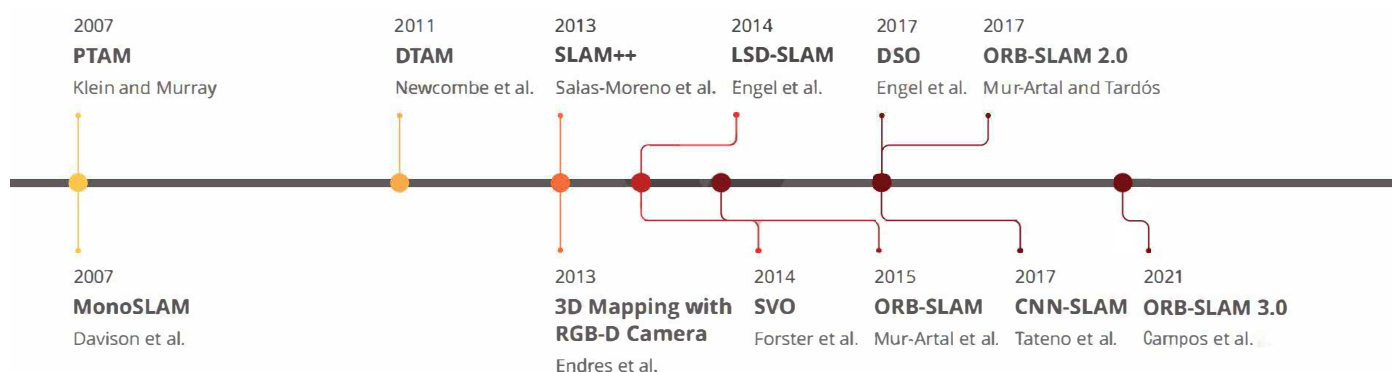 2007
PTAM
Klein and Murray
2011
DTAM
Newcombe et al.
2013
SLAM++
Salas-Moreno et al.
2014
LSD-SLAM
Engel et al.
2017
DSO
Engel et al.
2017
ORB-SLAM 2.0
Mur-Artal and Tardós
2007
MonoSLAM
Davison et al.
2013
3D Mapping with
RGB-D Camera
Endres et al.
2014
SVO
Forster et al.
2015
ORB-SLAM
Mur-Artal et al.
2017
CNN-SLAM
Tateno et al.
2021
ORB-SLAM 3.0
Campos et al.